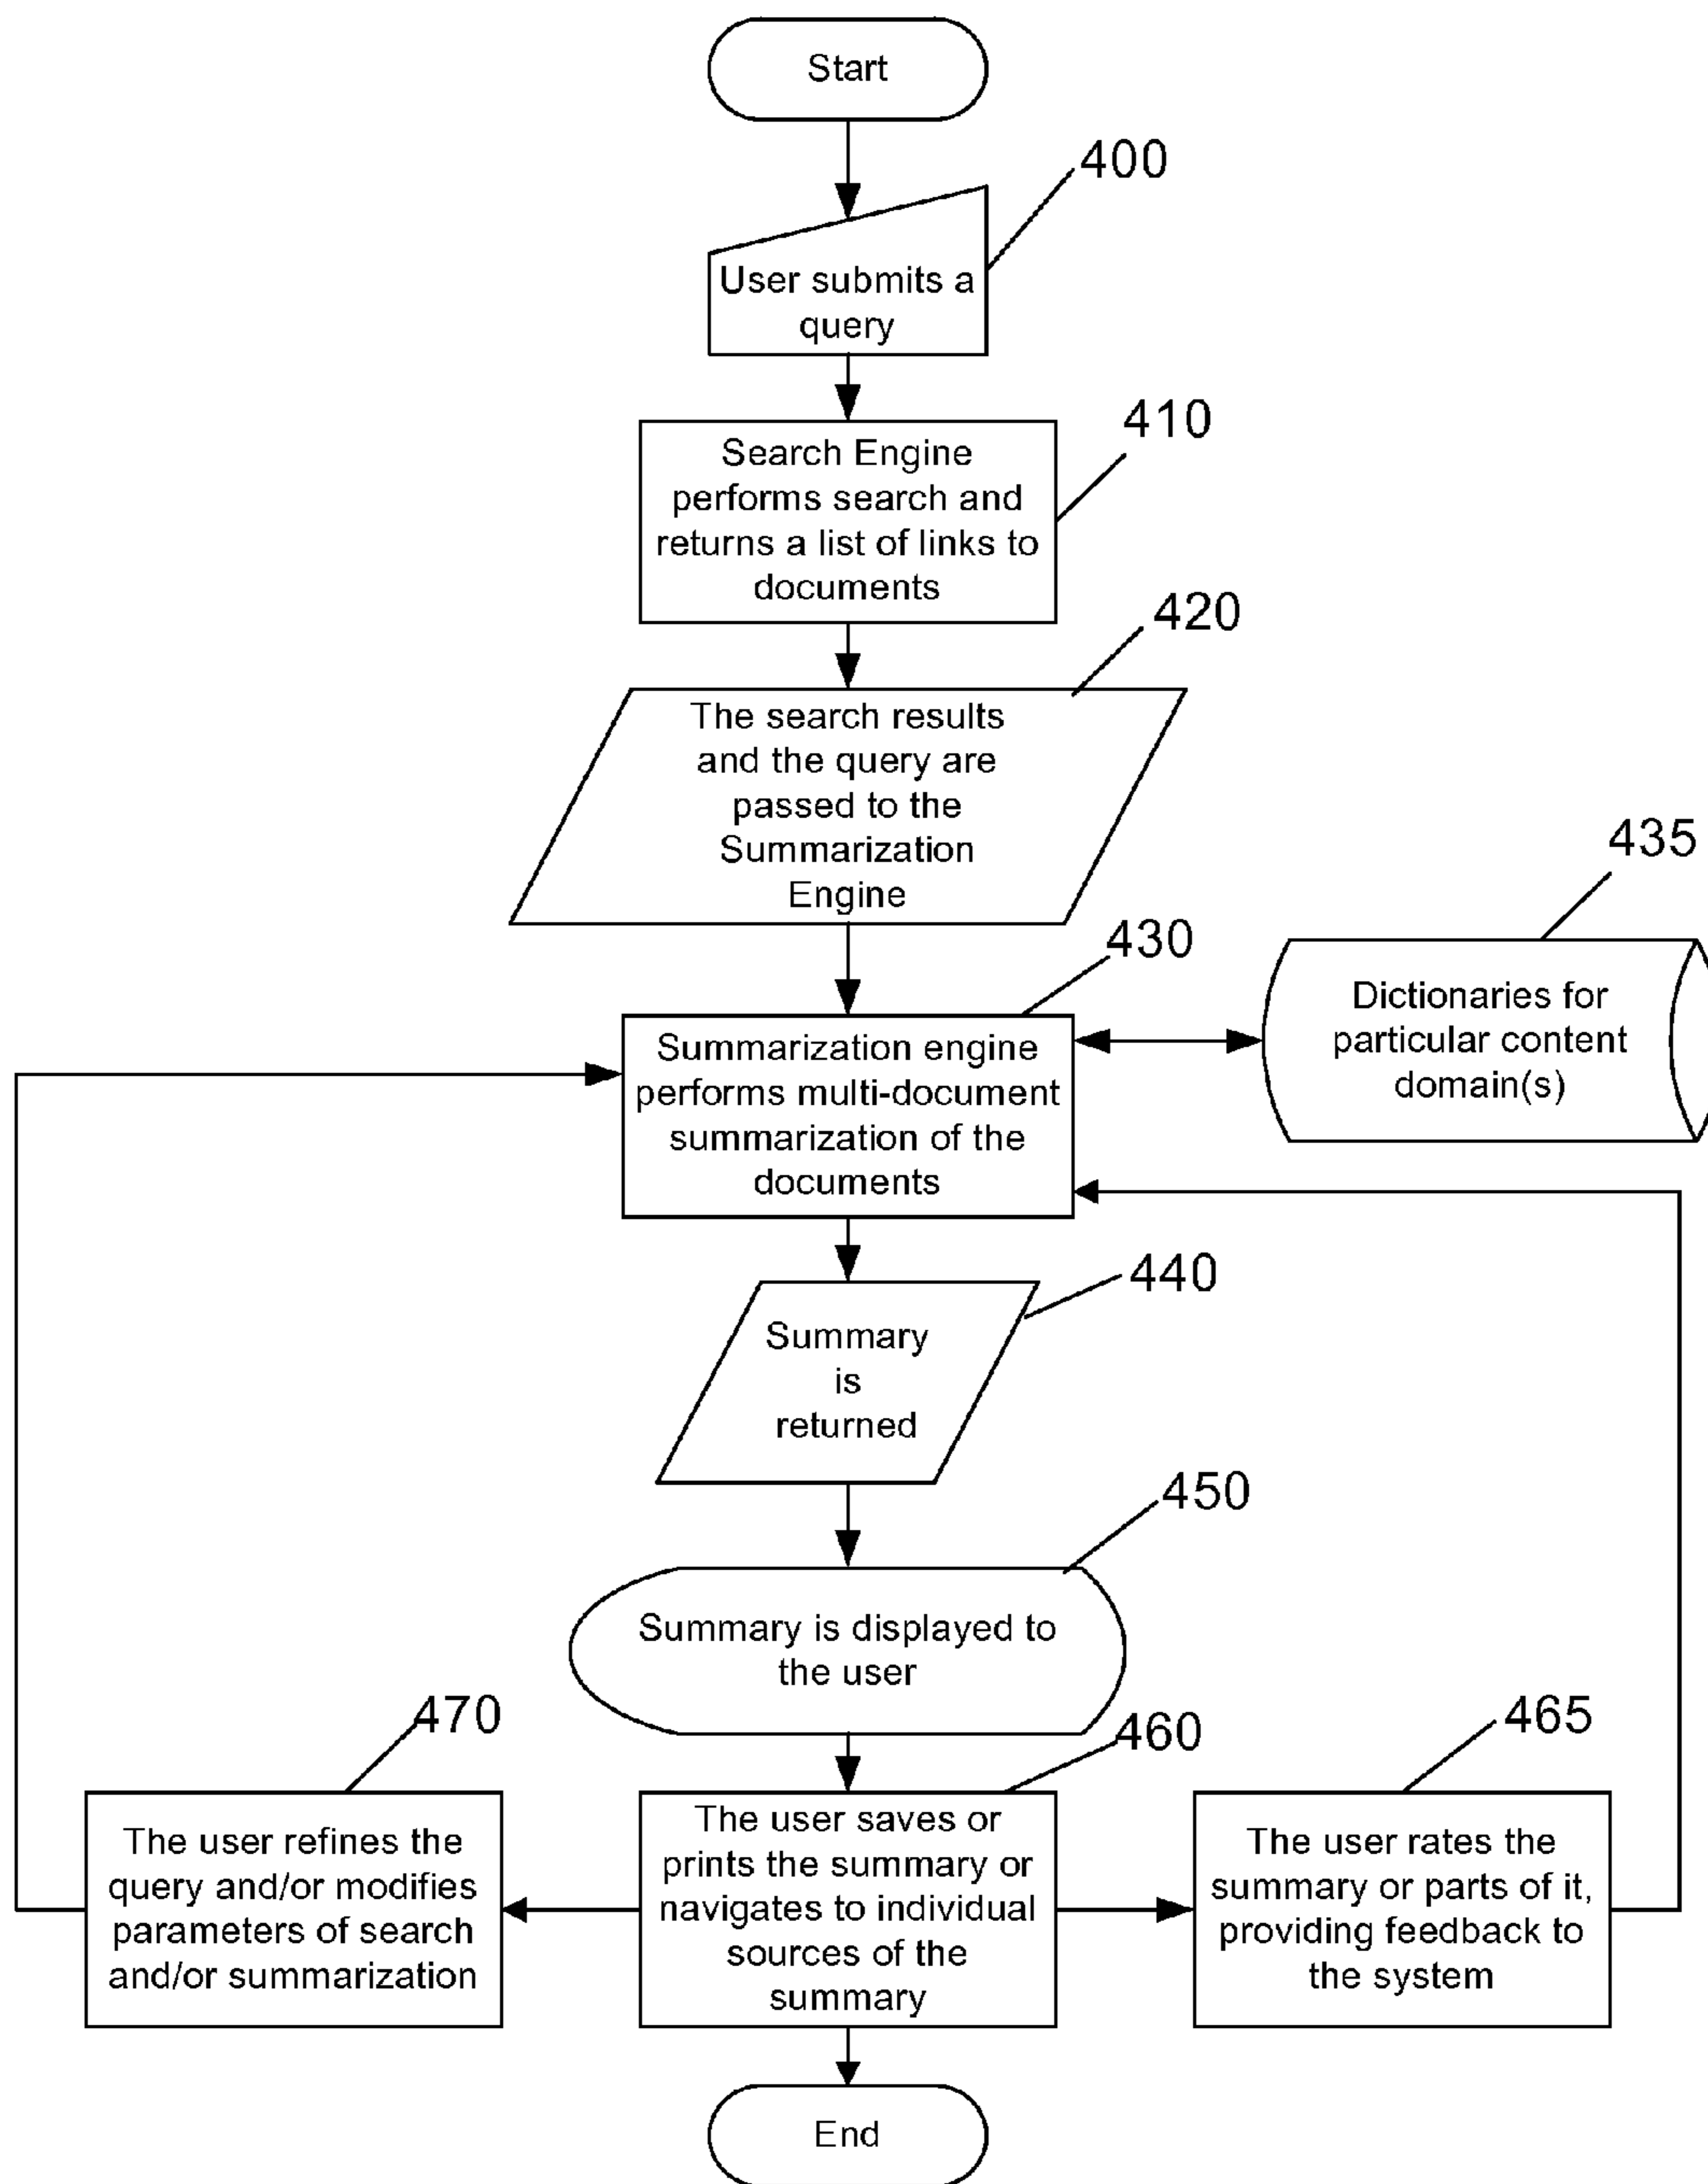 Start
400
User submits a
query
410
Search Engine
performs search and
returns a list of links to
documents
420
The search results
and the query are
passed to the
Summarization
Engine
435
430
Dictionaries for
particular content
domain(s)
Summarization engine
performs multi-document
summarization of the
documents
440
Summary
is
returned
450
Summary is displayed to
the user
470
460
465
The user refines the
query and/or modifies
parameters of search
and/or summarization
The user saves or
prints the summary or
navigates to individual
sources of the
summary
The user rates the
summary or parts of it,
providing feedback to
the system
End